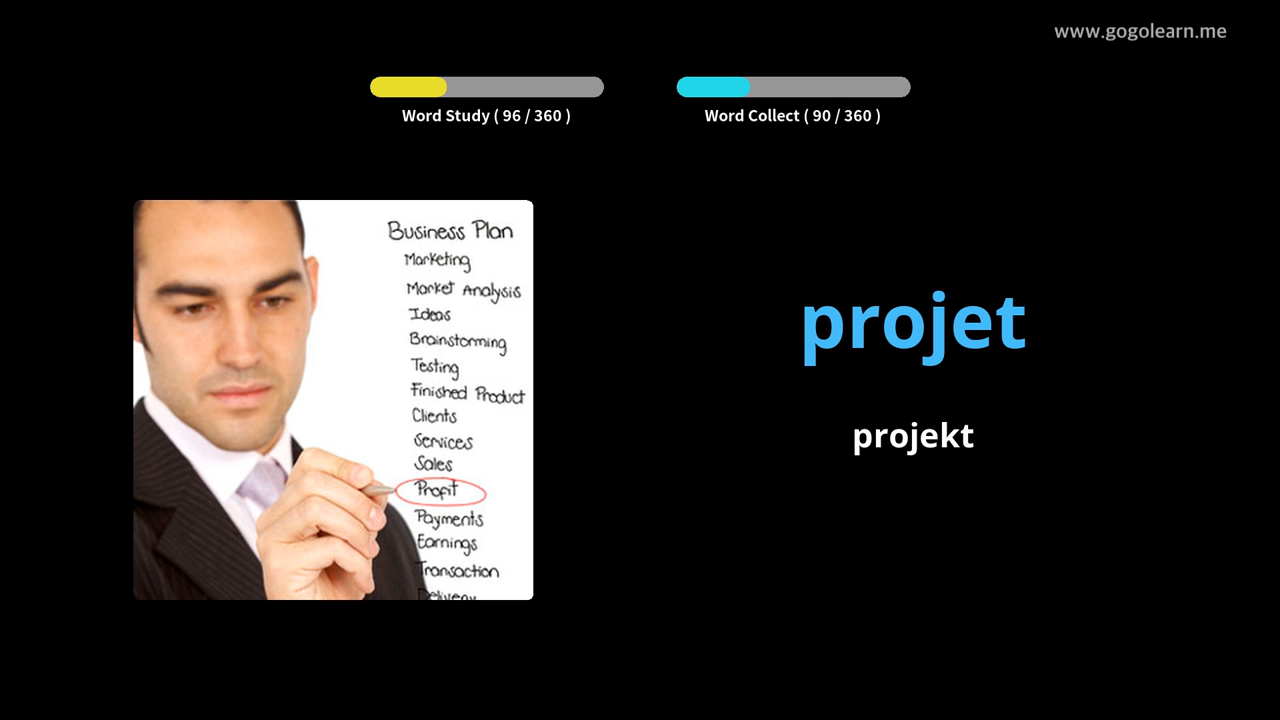 www.gogolearn.me
Word Study ( 96 / 360 )
Word Collect ( 90 / 360 )
Business Plan
Marketing
Market Analysis
Ideas
Brainstorming
Testing
Finished Product
Clients
Services
Sales
Profit
Payments
Earnings
Transaction
Delivery
projet
projekt